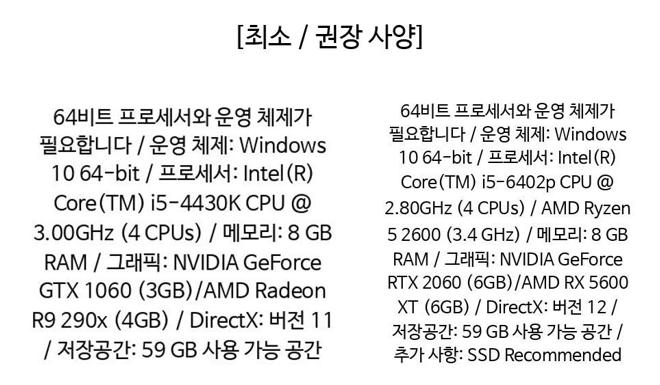 [최소 / 권장 사양]
64비트 프로세서와 운영 체제가
필요합니다 / 운영 체제: Windows
10 64-bit / 프로세서: Intel(R)
Core(TM) i5-4430K CPU @
3.00GHz (4 CPUs) / 메모리: 8 GB
RAM / 그래픽: NVIDIA GeForce
GTX 1060 (3GB)/AMD Radeon
R9 290x (4GB) / DirectX: 버전 11
/ 저장공간: 59 GB 사용 가능 공간
64비트 프로세서와 운영 체제가
필요합니다 / 운영 체제: Windows
10 64-bit / 프로세서: Intel(R)
Core(TM) i5-6402p CPU @
2.80GHz (4 CPUs) / AMD Ryzen
5 2600 (3.4 GHz) / 메모리: 8 GB
RAM / 그래픽: NVIDIA GeForce
RTX 2060 (6GB)/AMD RX 5600
XT (6GB) / DirectX: 버전 12 /
저장공간: 59 GB 사용 가능 공간 /
추가 사항: SSD Recommended